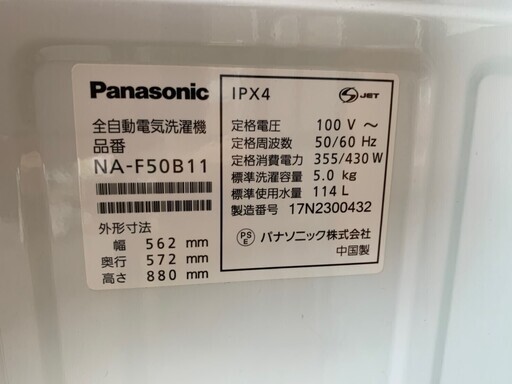 Panasonic
全自動電気洗濯機
品番
NA-F50B11
外形寸法
幅 562 mm
奥行 572 mm
高さ 880 mm
IPX4
S JET
定格電圧 100 V ～
定格周波数 50/60 Hz
定格消費電力 355/430 W
標準洗濯容量 5.0 kg
標準使用水量 114 L
製造番号 17N2300432
PS
E
パナソニック株式会社
中国製